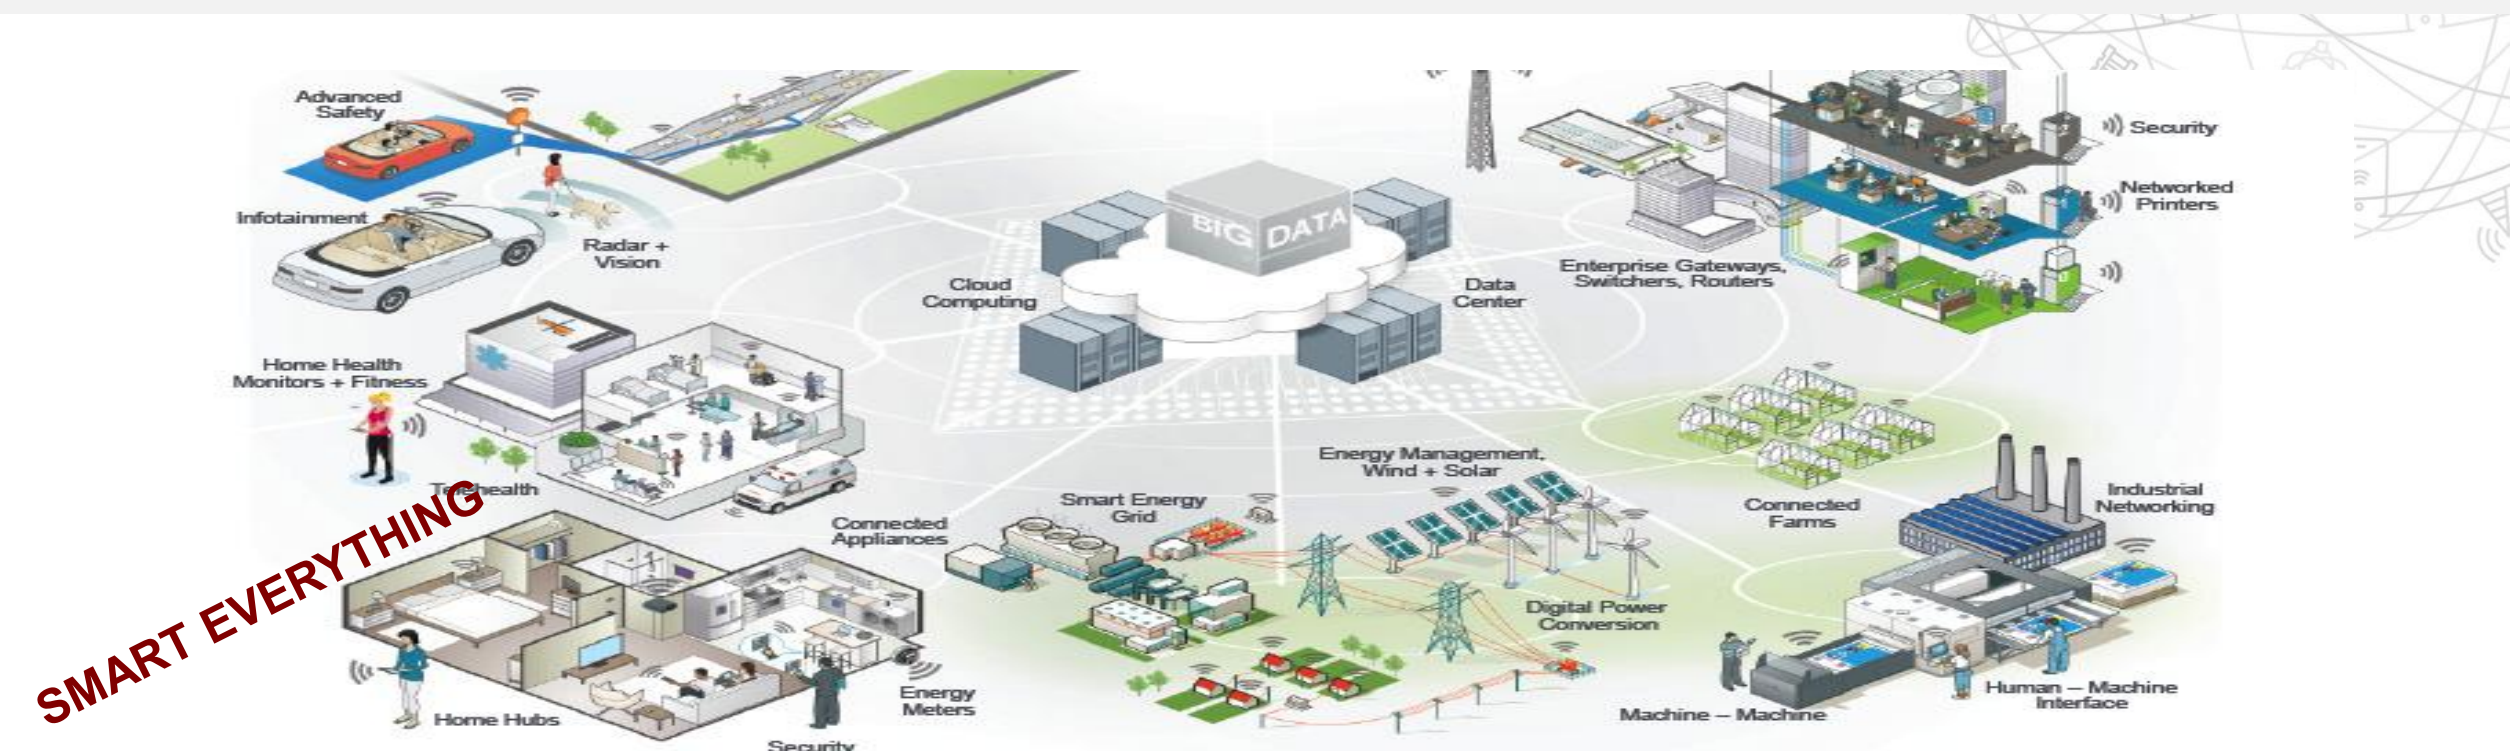 Advanced
Safety
Infotainment
Radar +
Vision
BIG DATA
Cloud
Computing
Data
Center
Security
Networked
Printers
Enterprise Gateways,
Switchers, Routers
Home Health
Monitors + Fitness
Telehealth
SMART EVERYTHING
Connected
Appliances
Smart Energy
Grid
Energy Management,
Wind + Solar
Connected
Farms
Industrial
Networking
Digital Power
Conversion
Energy
Meters
Home Hubs
Security
Machine – Machine
Human – Machine
Interface